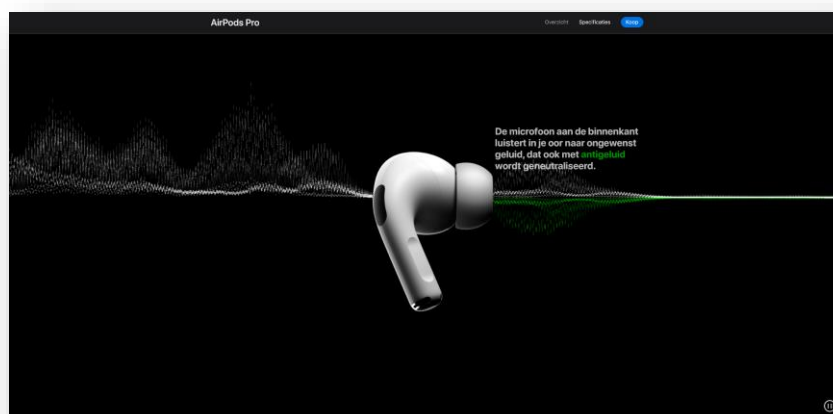 AirPods Pro
Overzicht Specificaties Koop
De microfoon aan de binnenkant
luistert in je oor naar ongewenst
geluid, dat ook met antigeluid
wordt geneutraliseerd.